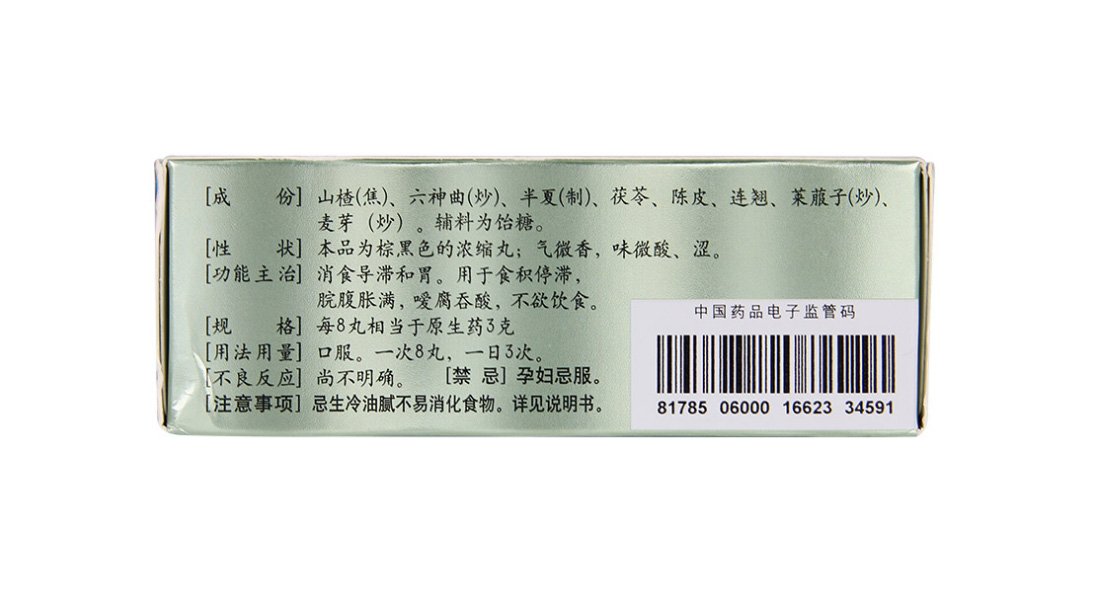 [成份] 山楂(焦)、六神曲(炒)、半夏(制)、茯苓、陈皮、连翘、莱菔子(炒)、
麦芽（炒）。辅料为饴糖。
[性状] 本品为棕黑色的浓缩丸；气微香，味微酸、涩。
[功能主治] 消食导滞和胃。用于食积停滞，
脘腹胀满，嗳腐吞酸，不欲饮食。
[规格] 每8丸相当于原生药3克
[用法用量] 口服。一次8丸，一日3次。
[不良反应] 尚不明确。 [禁忌] 孕妇忌服。
[注意事项] 忌生冷油腻不易消化食物。详见说明书。
中国药品电子监管码
81785 06000 16623 34591